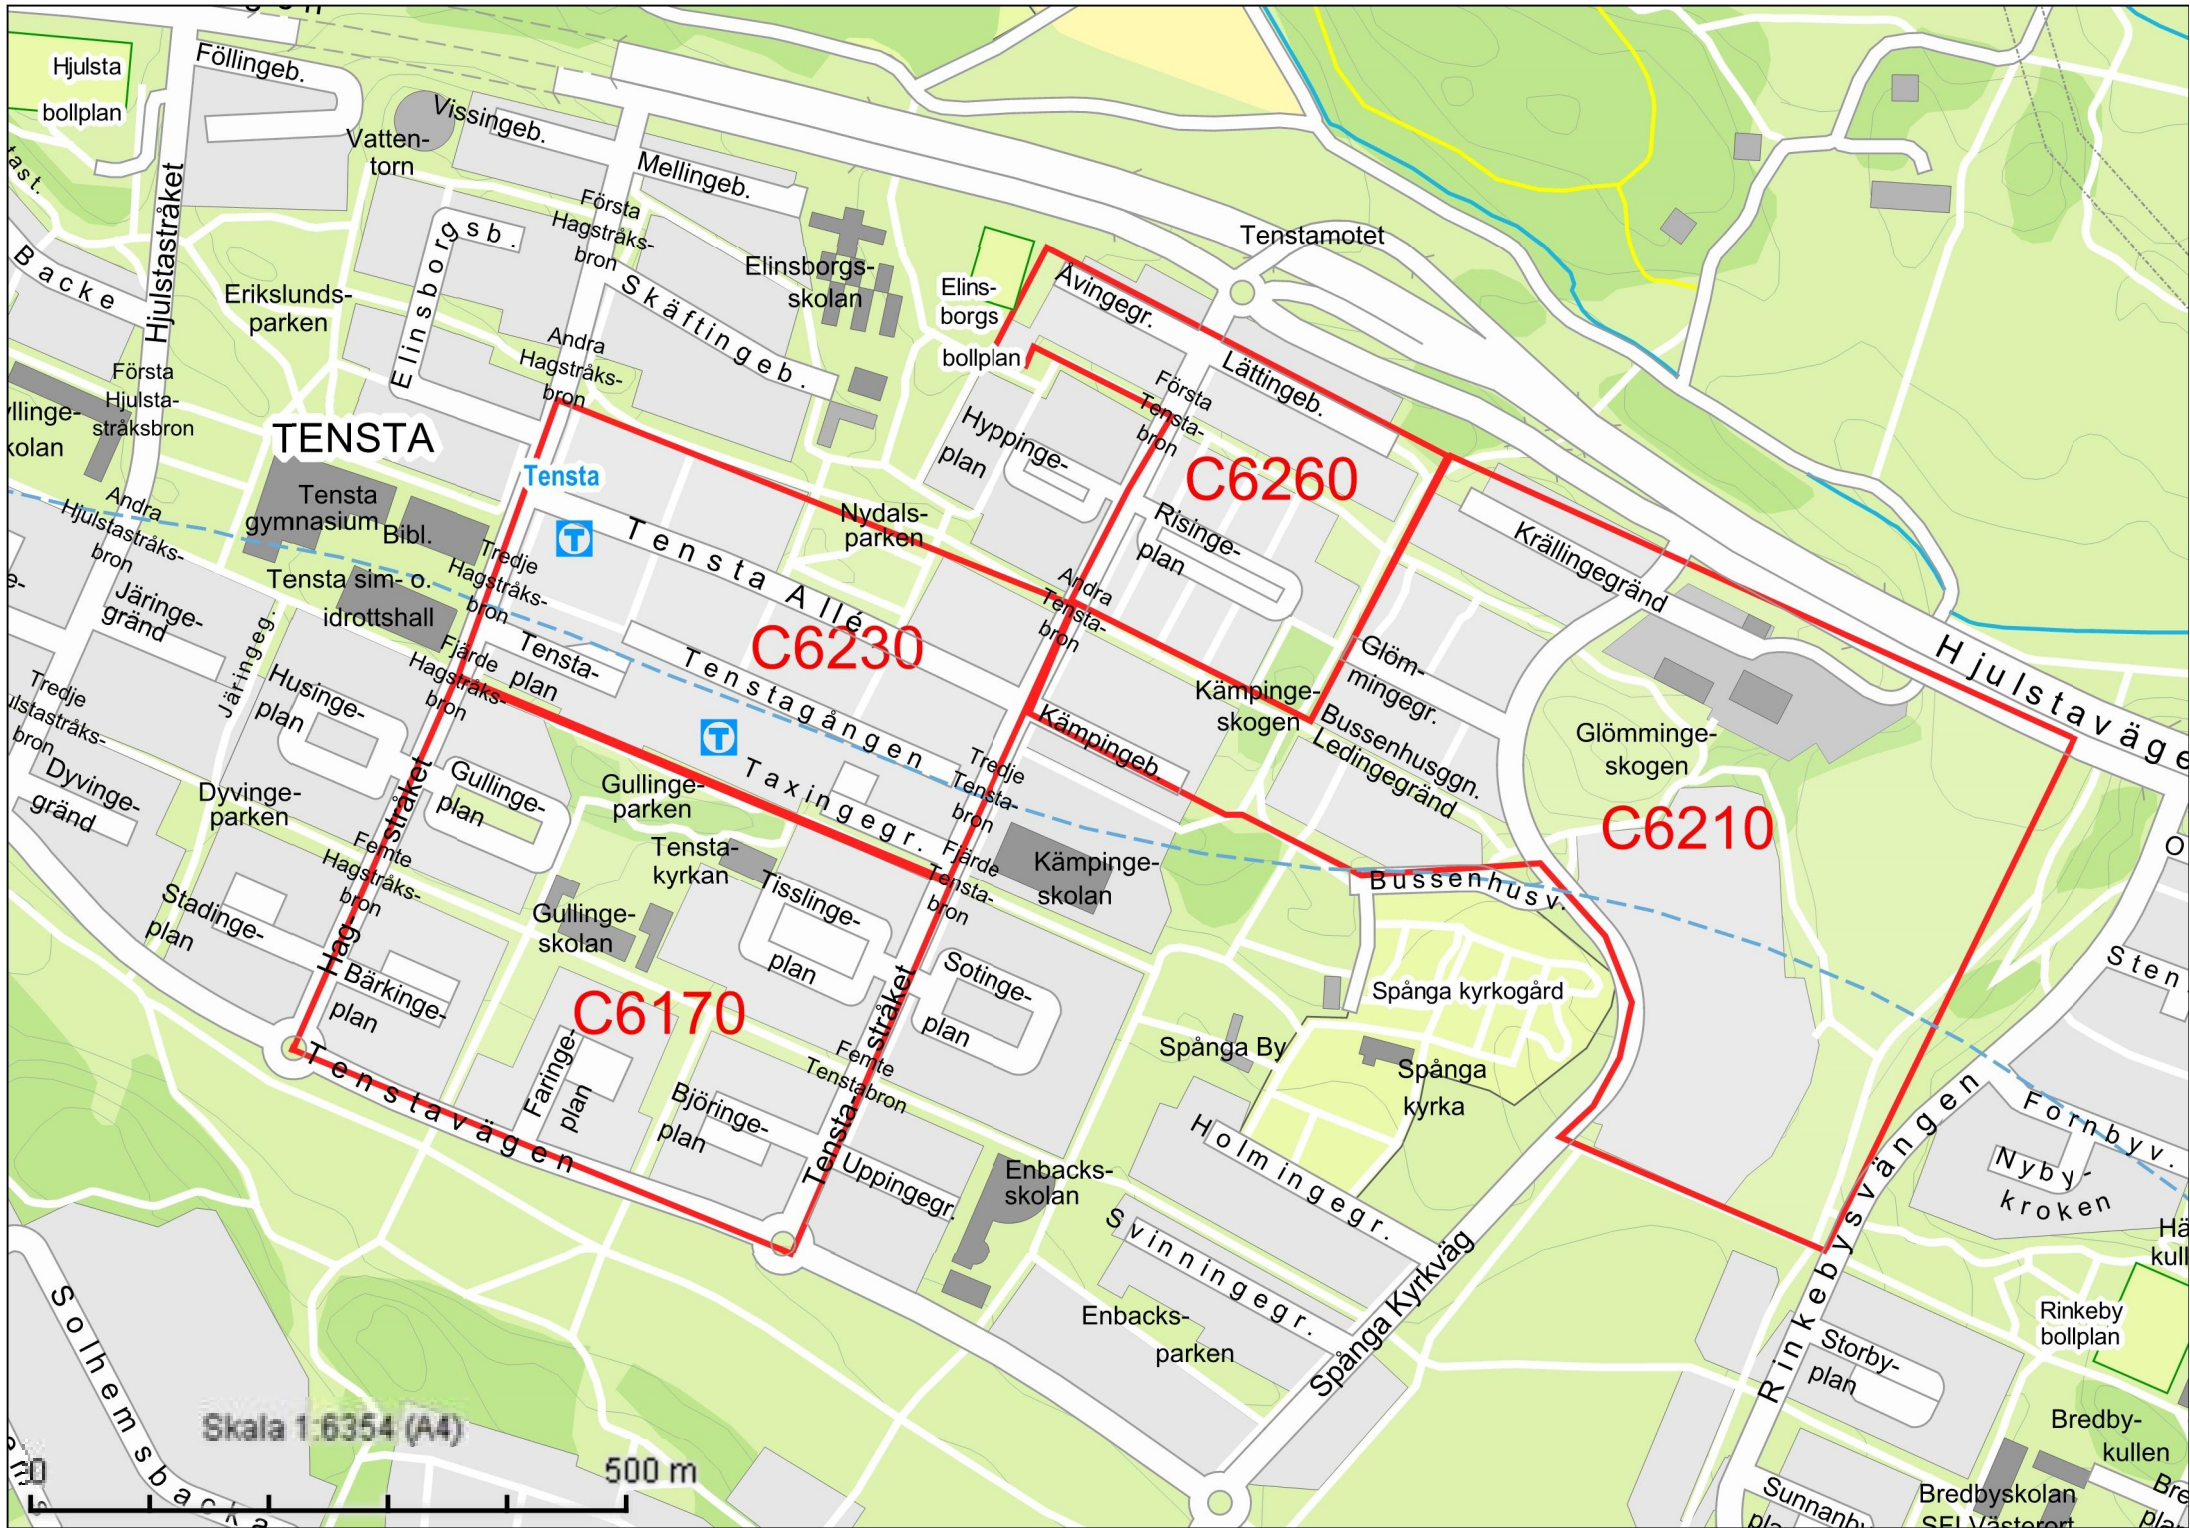 Hjulsta
bollplan
Föllingeb.
Vatten-
torn
Vissingeb.
Mellingeb.
Hjulstastråket
Backe
Första
Hagstråks-
bron
Elinsborgsb.
Skäftingeb.
Elinsborgs-
skolan
Elins-
borgs
bollplan
Åvingegr.
Tenstamotet
Lättingeb.
Erikslunds-
parken
Andra
Hagstråks-
bron
Första
Hjulsta-
stråksbron
TENSTA
Tensta
Tensta
gymnasium
Bibl.
Andra
Hjulstastråks-
bron
Tensta sim- o.
idrottshall
Tredje
Hagstråks-
bron
Tensta Allé
Nydals-
parken
Hyppinge-
plan
Första
Tensta-
bron
C6260
Risinge-
plan
Andra
Tensta-
bron
Krällingegränd
Hjulstaväge
Järinge-
gränd
Järingeg.
Husinge-
plan
Fjärde
Hagstråks-
bron
Tensta-
plan
C6230
Tenstagången
Kämpingeb.
Kämpinge-
skogen
Glöm-
mingegr.
Bussenhusggn.
Ledingegränd
Glömminge-
skogen
C6210
Tredje
bron
Dyvinge-
gränd
Dyvinge-
parken
Gullinge-
plan
Gullinge-
parken
Taxingegr.
Tredje
Tensta-
bron
Tensta-
kyrkan
Fjärde
Tensta-
bron
Kämpinge-
skolan
Bussenhusv.
Femte
Hagstråks-
bron
Stadinge-
plan
Hag-
stråket
Bärkinge-
plan
Gullinge-
skolan
Tisslinge-
plan
C6170
Sotinge-
plan
Spånga kyrkogård
Spånga By
Spånga
kyrka
Tenstavägen
Faringe-
plan
Björinge-
plan
Femte
Tenstabron
Tensta-
stråket
Uppingegr.
Enbacks-
skolan
Holmingegr.
Svinningegr.
Enbacks-
parken
Spånga Kyrkväg
Rinkebysvängen
Sten
Fornbyv.
Nyby-
kroken
Rinkeby
bollplan
Storby-
plan
Bredby-
kullen
Bredbyskolan
Solhemsbacka
Skala 1:6354 (A4)
0
500 m